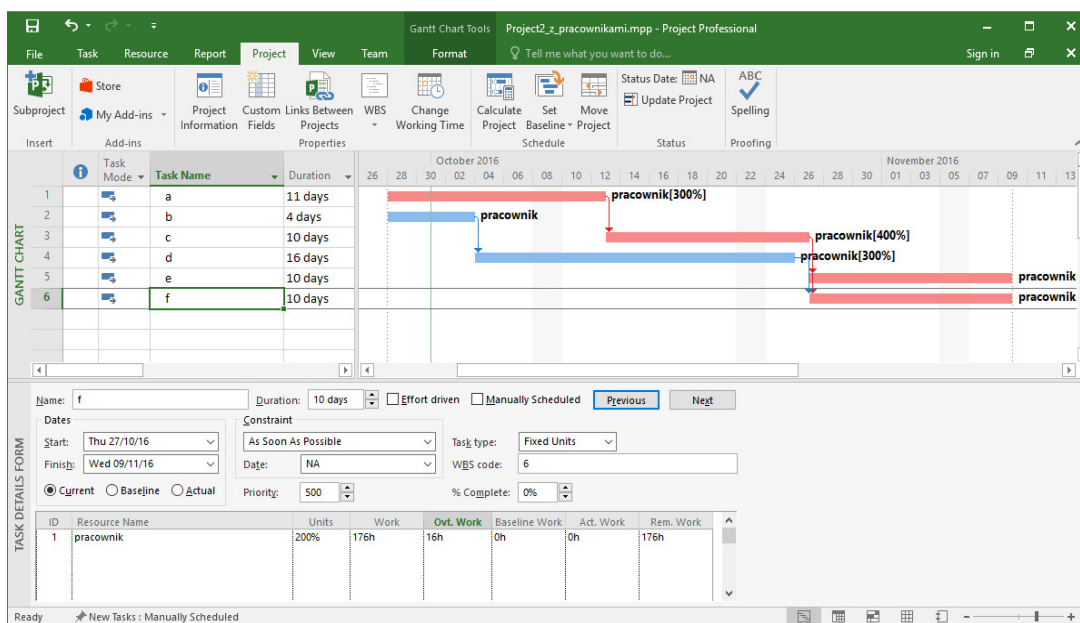 Gantt Chart Tools Project2_z_pracownikami.mpp - Project Professional
File Task Resource Report Project View Team Format Tell me what you want to do... Sign in
Subproject Store My Add-ins Project Information Custom Fields Links Between Projects WBS Change Working Time Calculate Project Set Baseline Move Project Status Date: NA Update Project ABC Spelling
Insert Add-ins Properties Schedule Status Proofing
October 2016 November 2016
Task Mode Task Name Duration 26 28 30 02 04 06 08 10 12 14 16 18 20 22 24 26 28 30 01 03 05 07 09 11 13
GANTT CHART
1 a 11 days pracownik[300%]
2 b 4 days pracownik
3 c 10 days pracownik[400%]
4 d 16 days pracownik[300%]
5 e 10 days pracownik
6 f 10 days pracownik
TASK DETAILS FORM
Name: f Duration: 10 days Effort driven Manually Scheduled Previous Next
Dates Constraint
Start: Thu 27/10/16 As Soon As Possible Task type: Fixed Units
Finish: Wed 09/11/16 Date: NA WBS code: 6
Current Baseline Actual Priority: 500 % Complete: 0%
ID Resource Name Units Work Ovt. Work Baseline Work Act. Work Rem. Work
1 pracownik 200% 176h 16h 0h 0h 176h
Ready New Tasks : Manually Scheduled